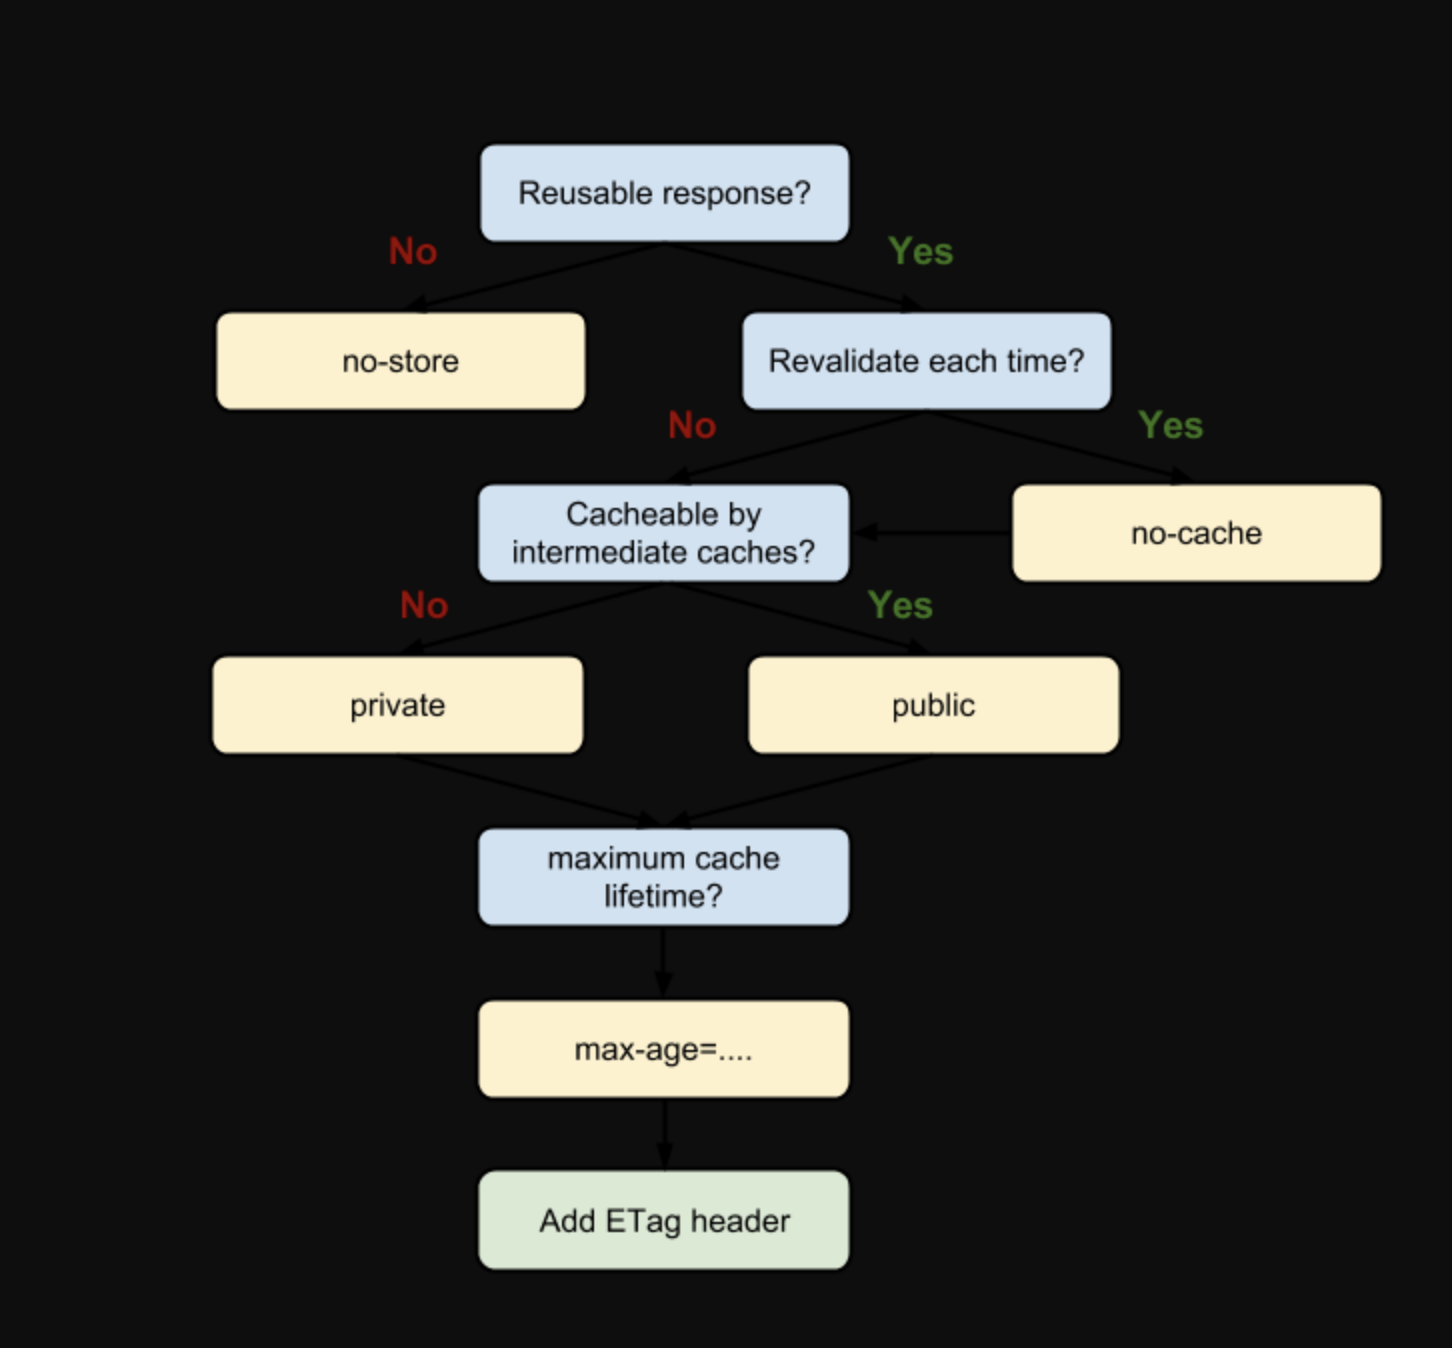 Reusable response?
No
Yes
no-store
Revalidate each time?
No
Yes
Cacheable by
intermediate caches?
no-cache
No
Yes
private
public
maximum cache
lifetime?
max-age=....
Add ETag header